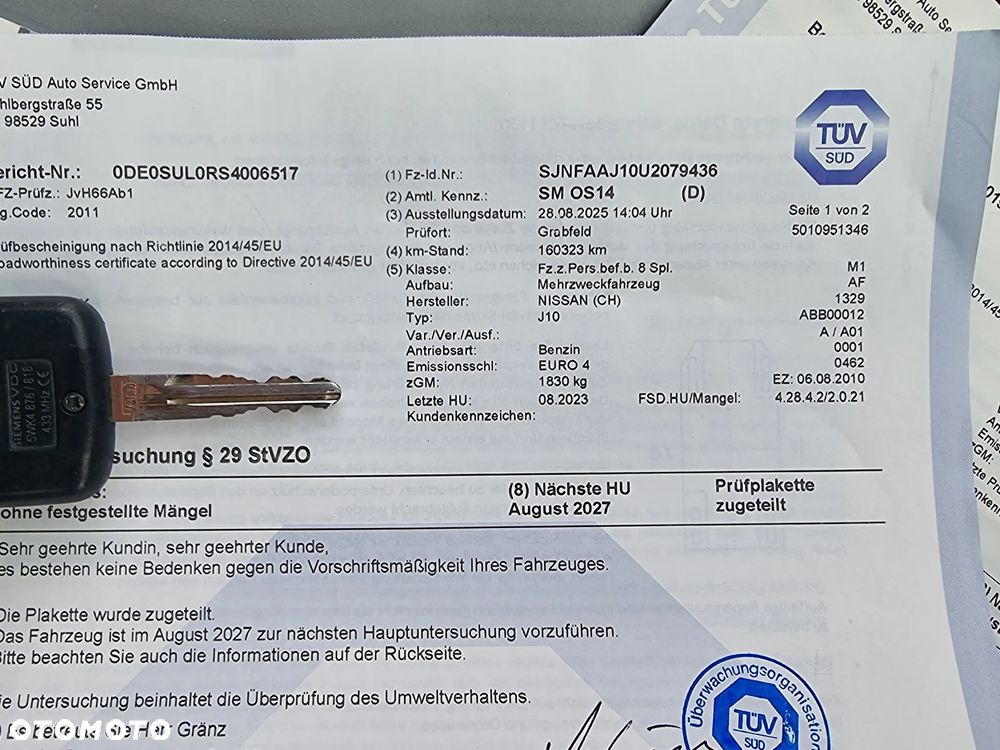 V SÜD Auto Service GmbH
hlbergstraße 55
98529 Suhl
TÜV
SÜD
ericht-Nr.: 0DE0SUL0RS4006517
FZ-Prüfz.: JvH66Ab1
g.Code: 2011
üfbescheinigung nach Richtlinie 2014/45/EU
oadworthiness certificate according to Directive 2014/45/EU
(1) Fz-Id.Nr.: SJNFAAJ10U2079436
(2) Amtl. Kennz.: SM OS14 (D)
(3) Ausstellungsdatum: 28.08.2025 14:04 Uhr Seite 1 von 2
Prüfort: Grabfeld 5010951346
(4) km-Stand: 160323 km
(5) Klasse: Fz.z.Pers.bef.b. 8 Spl. M1
Aufbau: Mehrzweckfahrzeug AF
Hersteller: NISSAN (CH) 1329
Typ: J10 ABB00012
Var./Ver./Ausf.: A / A01
Antriebsart: Benzin 0001
Emissionsschl: EURO 4 0462
zGM: 1830 kg EZ: 06.08.2010
Letzte HU: 08.2023 FSD.HU/Mangel: 4.28.4.2/2.0.21
Kundenkennzeichen:
SIEMENS VDO
5WK4 876 / 818
433 MHz CE
suchung § 29 StVZO
(8) Nächste HU Prüfplakette
ohne festgestellte Mängel August 2027 zugeteilt
Sehr geehrte Kundin, sehr geehrter Kunde,
es bestehen keine Bedenken gegen die Vorschriftsmäßigkeit Ihres Fahrzeuges.
Die Plakette wurde zugeteilt.
Das Fahrzeug ist im August 2027 zur nächsten Hauptuntersuchung vorzuführen.
Bitte beachten Sie auch die Informationen auf der Rückseite.
ie Untersuchung beinhaltet die Überprüfung des Umweltverhaltens.
Herr Gränz
OTOMOTO
Überwachungsorganisation
TÜV
SÜD